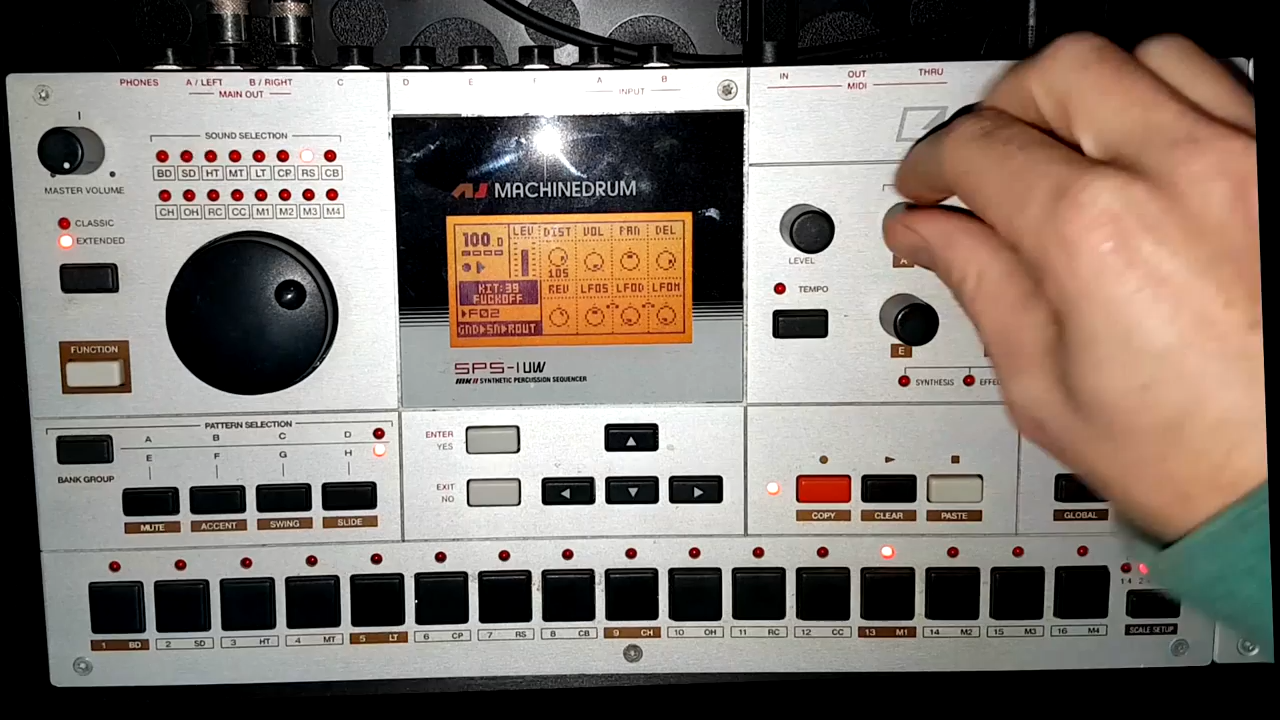 PHONES A / LEFT B / RIGHT C D E F A B IN OUT THRU
MAIN OUT INPUT MIDI
SOUND SELECTION
BD SD HT MT LT CP RS CB
CH OH RC CC M1 M2 M3 M4
MASTER VOLUME
CLASSIC
EXTENDED
FUNCTION
MACHINEDRUM
100.0
LEV DIST VOL PAN DEL
105
KIT:39
FUCKOFF
REV LFOS LFOD LFOM
F02
GND▸SN▸ROUT
SPS-1UW
MKII SYNTHETIC PERCUSSION SEQUENCER
LEVEL
TEMPO
A
E
SYNTHESIS
PATTERN SELECTION
BANK GROUP
A B C D
E F G H
MUTE ACCENT SWING SLIDE
ENTER
YES
EXIT
NO
COPY CLEAR PASTE
GLOBAL
1 BD 2 SD 3 HT 4 MT 5 LT 6 CP 7 RS 8 CB 9 CH 10 OH 11 RC 12 CC 13 M1 14 M2 15 M3 16 M4
SCALE SETUP